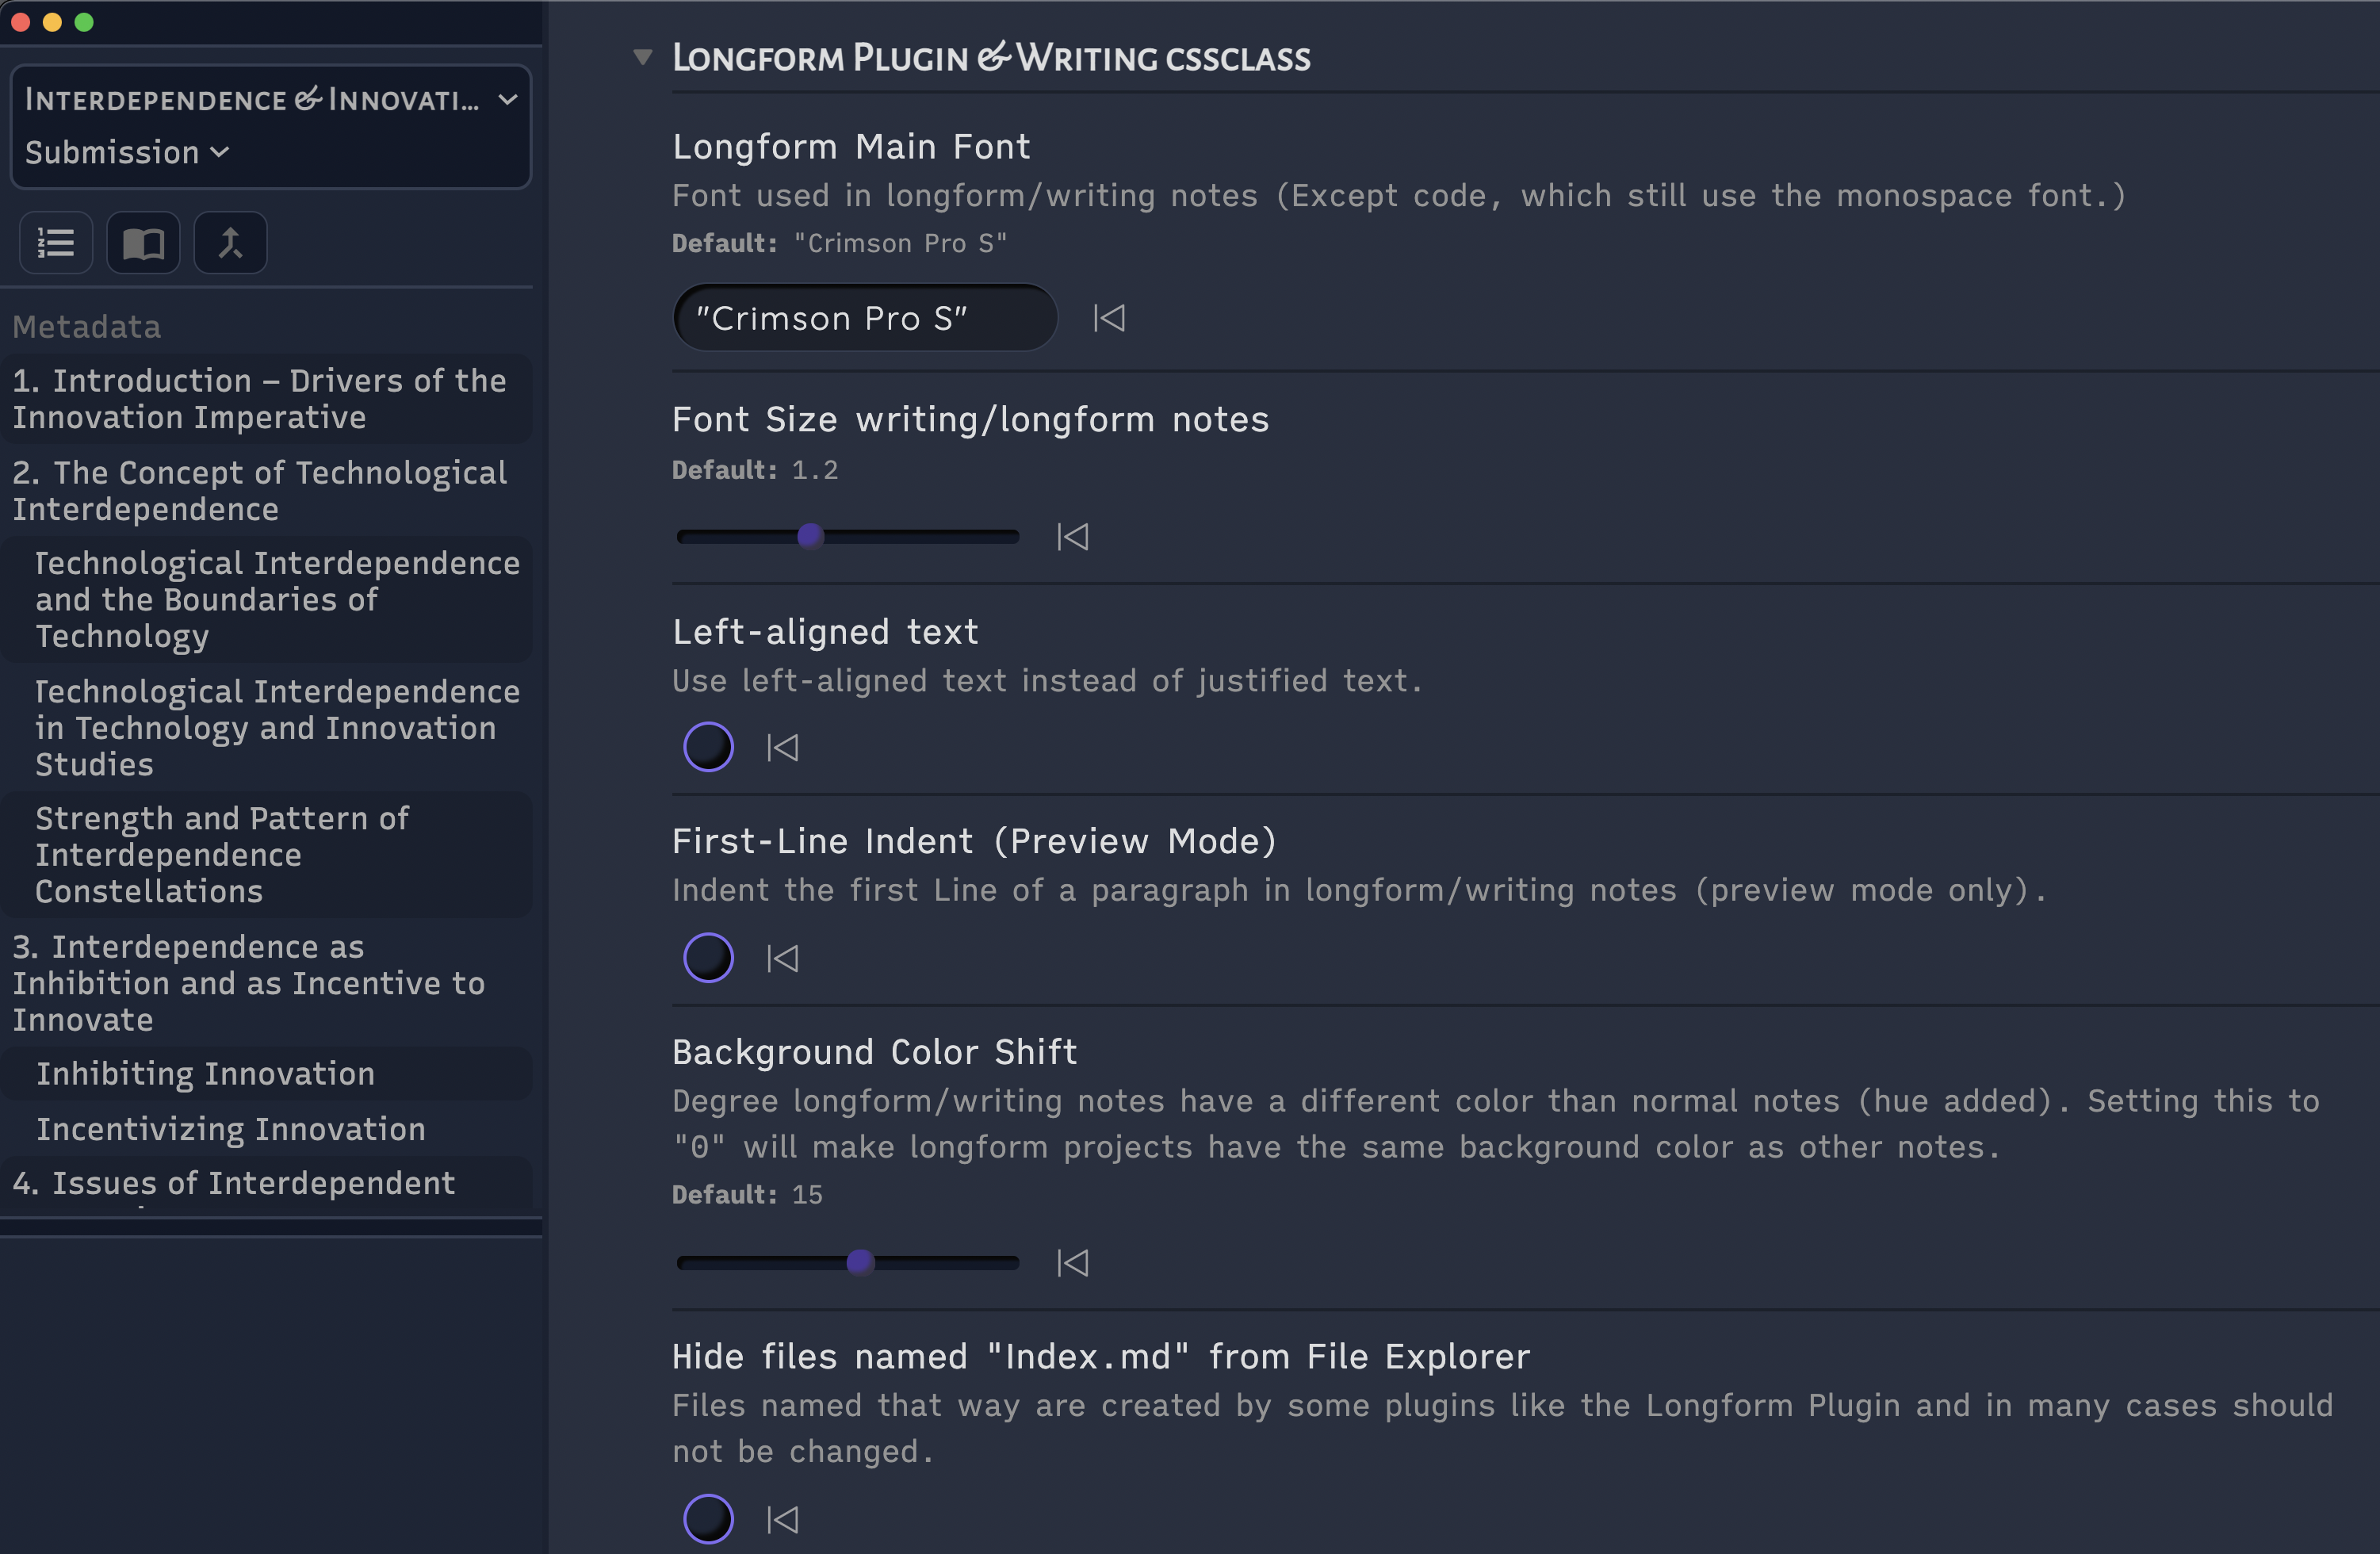 Interdependence & Innovati...
Submission
Metadata
1. Introduction – Drivers of the
Innovation Imperative
2. The Concept of Technological
Interdependence
Technological Interdependence
and the Boundaries of
Technology
Technological Interdependence
in Technology and Innovation
Studies
Strength and Pattern of
Interdependence
Constellations
3. Interdependence as
Inhibition and as Incentive to
Innovate
Inhibiting Innovation
Incentivizing Innovation
4. Issues of Interdependent
Longform Plugin & Writing cssclass
Longform Main Font
Font used in longform/writing notes (Except code, which still use the monospace font.)
Default: "Crimson Pro S"
"Crimson Pro S"
Font Size writing/longform notes
Default: 1.2
Left-aligned text
Use left-aligned text instead of justified text.
First-Line Indent (Preview Mode)
Indent the first Line of a paragraph in longform/writing notes (preview mode only).
Background Color Shift
Degree longform/writing notes have a different color than normal notes (hue added). Setting this to
"0" will make longform projects have the same background color as other notes.
Default: 15
Hide files named "Index.md" from File Explorer
Files named that way are created by some plugins like the Longform Plugin and in many cases should
not be changed.